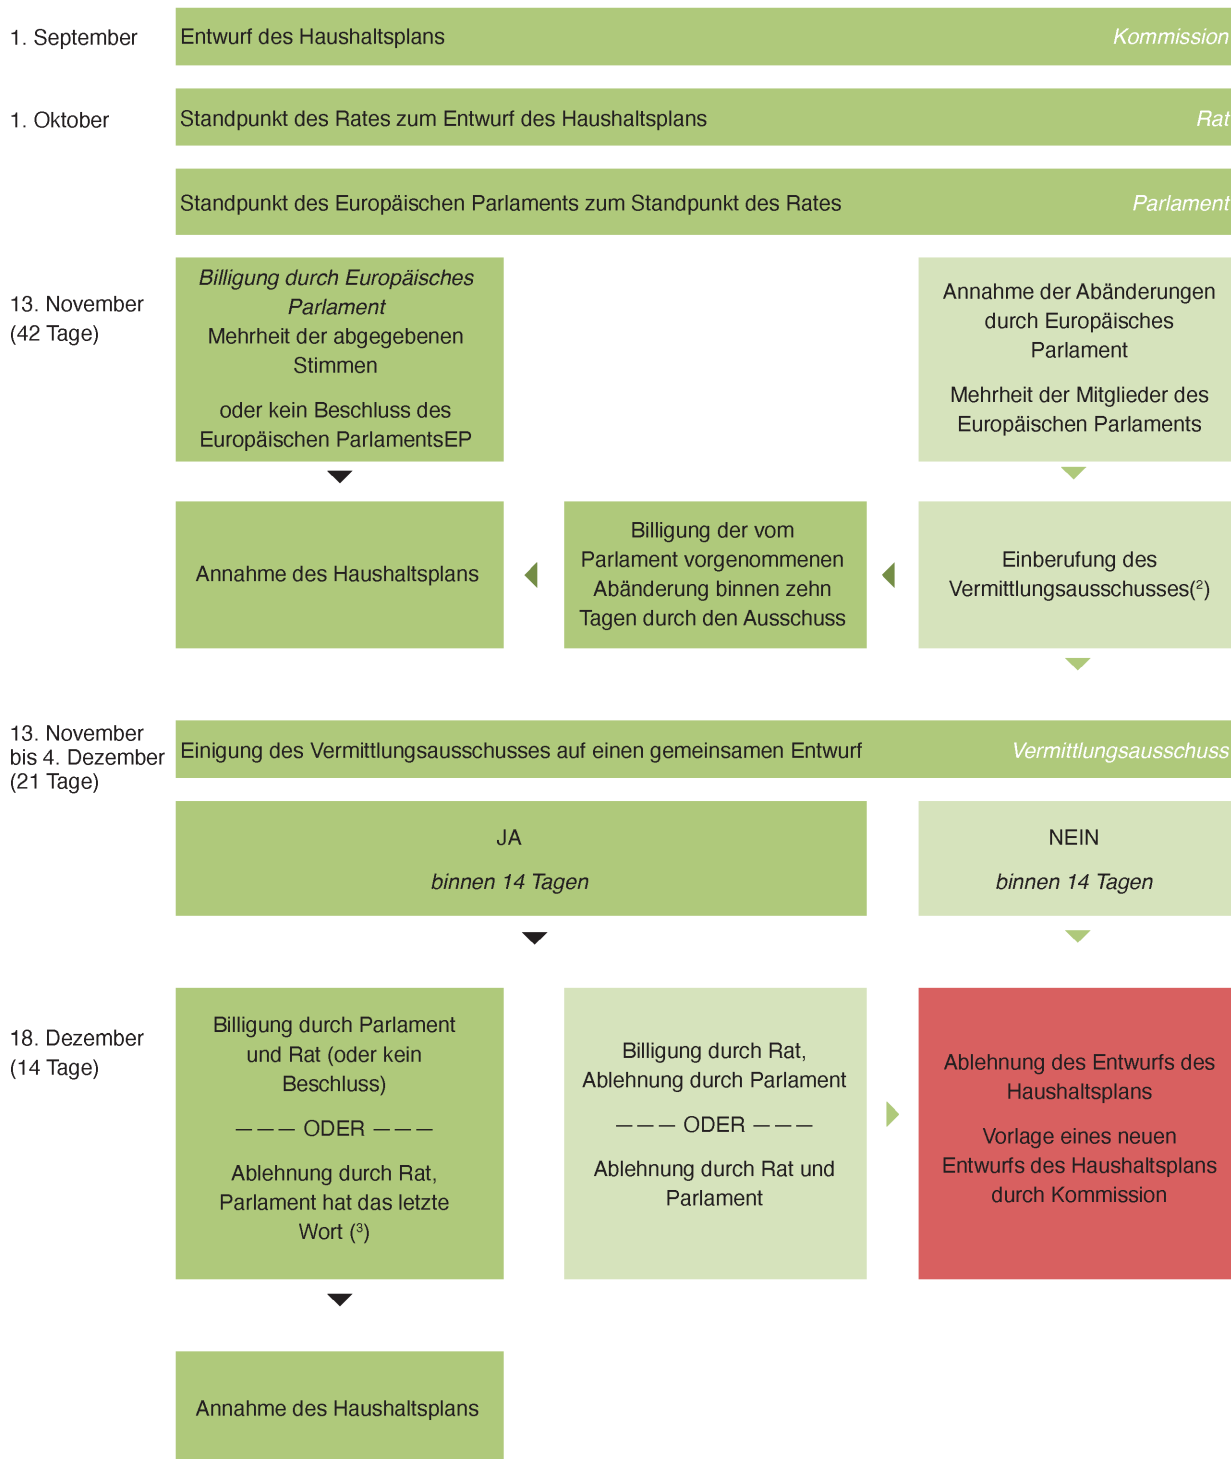 1. September
Entwurf des Haushaltsplans
Kommission
1. Oktober
Standpunkt des Rates zum Entwurf des Haushaltsplans
Rat
Standpunkt des Europäischen Parlaments zum Standpunkt des Rates
Parlament
13. November
(42 Tage)
Billigung durch Europäisches
Parlament
Mehrheit der abgegebenen
Stimmen
oder kein Beschluss des
Europäischen ParlamentsEP
Annahme der Abänderungen
durch Europäisches
Parlament
Mehrheit der Mitglieder des
Europäischen Parlaments
Annahme des Haushaltsplans
Billigung der vom
Parlament vorgenommenen
Abänderung binnen zehn
Tagen durch den Ausschuss
Einberufung des
Vermittlungsausschusses(²)
13. November
bis 4. Dezember
(21 Tage)
Einigung des Vermittlungsausschusses auf einen gemeinsamen Entwurf
Vermittlungsausschuss
JA
binnen 14 Tagen
NEIN
binnen 14 Tagen
18. Dezember
(14 Tage)
Billigung durch Parlament
und Rat (oder kein
Beschluss)
— — — ODER — — —
Ablehnung durch Rat,
Parlament hat das letzte
Wort (³)
Billigung durch Rat,
Ablehnung durch Parlament
— — — ODER — — —
Ablehnung durch Rat und
Parlament
Ablehnung des Entwurfs des
Haushaltsplans
Vorlage eines neuen
Entwurfs des Haushaltsplans
durch Kommission
Annahme des Haushaltsplans